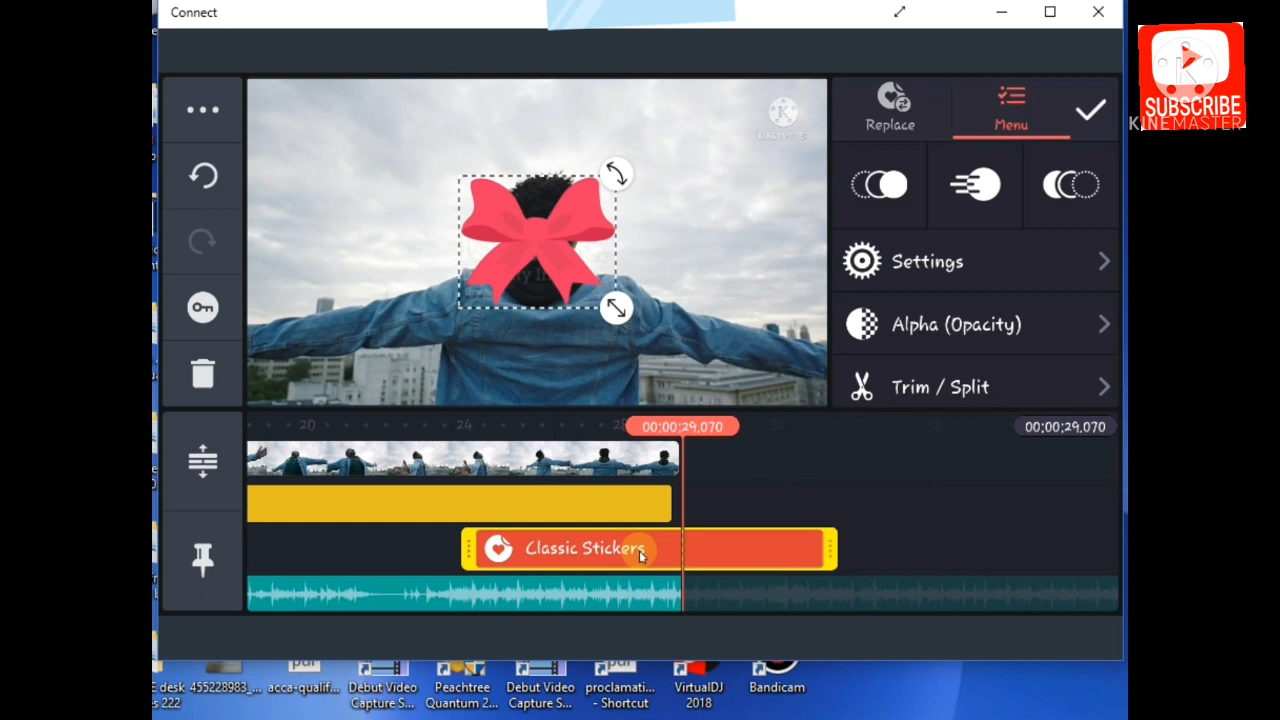 Connect
SUBSCRIBE
KINEMASTER
Replace
Menu
Settings
Alpha (Opacity)
Trim / Split
20
24
00;00;29,070
00;00;29,070
Classic Stickers
E desk
455228983_...
acca-qualif...
Debut Video
Capture S...
Peachtree
Quantum 2...
Debut Video
Capture S...
proclamati...
- Shortcut
VirtualDJ
2018
Bandicam
222